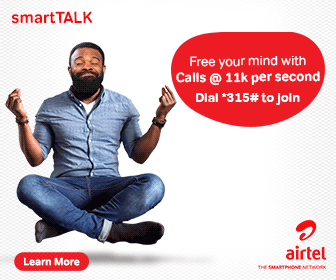 smartTALK
Free your mind with
Calls @ 11k per second
Dial *315# to join
Learn More
airtel
THE SMARTPHONE NETWORK